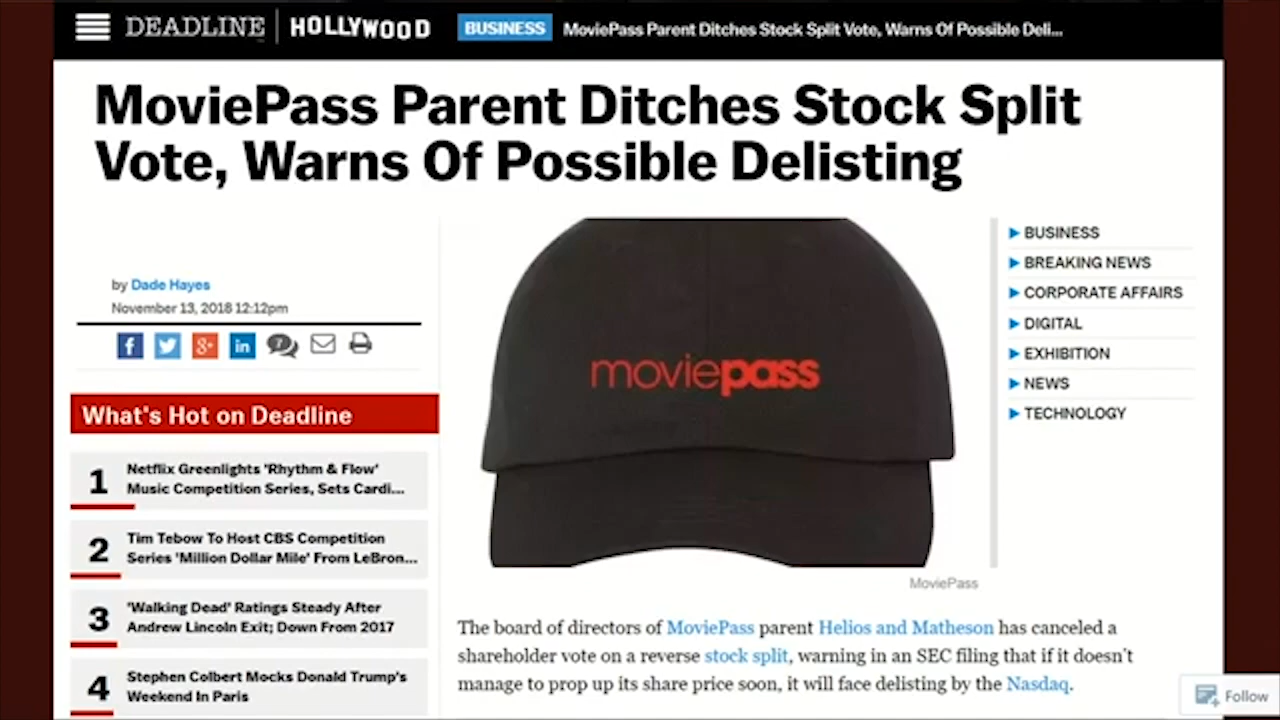 DEADLINE HOLLYWOOD BUSINESS MoviePass Parent Ditches Stock Split Vote, Warns Of Possible Deli...
MoviePass Parent Ditches Stock Split
Vote, Warns Of Possible Delisting
by Dade Hayes
November 13, 2018 12:12pm
f g+ in 7
What's Hot on Deadline
1 Netflix Greenlights 'Rhythm & Flow'
Music Competition Series, Sets Cardi...
2 Tim Tebow To Host CBS Competition
Series 'Million Dollar Mile' From LeBron...
3 'Walking Dead' Ratings Steady After
Andrew Lincoln Exit; Down From 2017
4 Stephen Colbert Mocks Donald Trump's
Weekend In Paris
moviepass
MoviePass
BUSINESS
BREAKING NEWS
CORPORATE AFFAIRS
DIGITAL
EXHIBITION
NEWS
TECHNOLOGY
The board of directors of MoviePass parent Helios and Matheson has canceled a
shareholder vote on a reverse stock split, warning in an SEC filing that if it doesn't
manage to prop up its share price soon, it will face delisting by the Nasdaq.
Follow